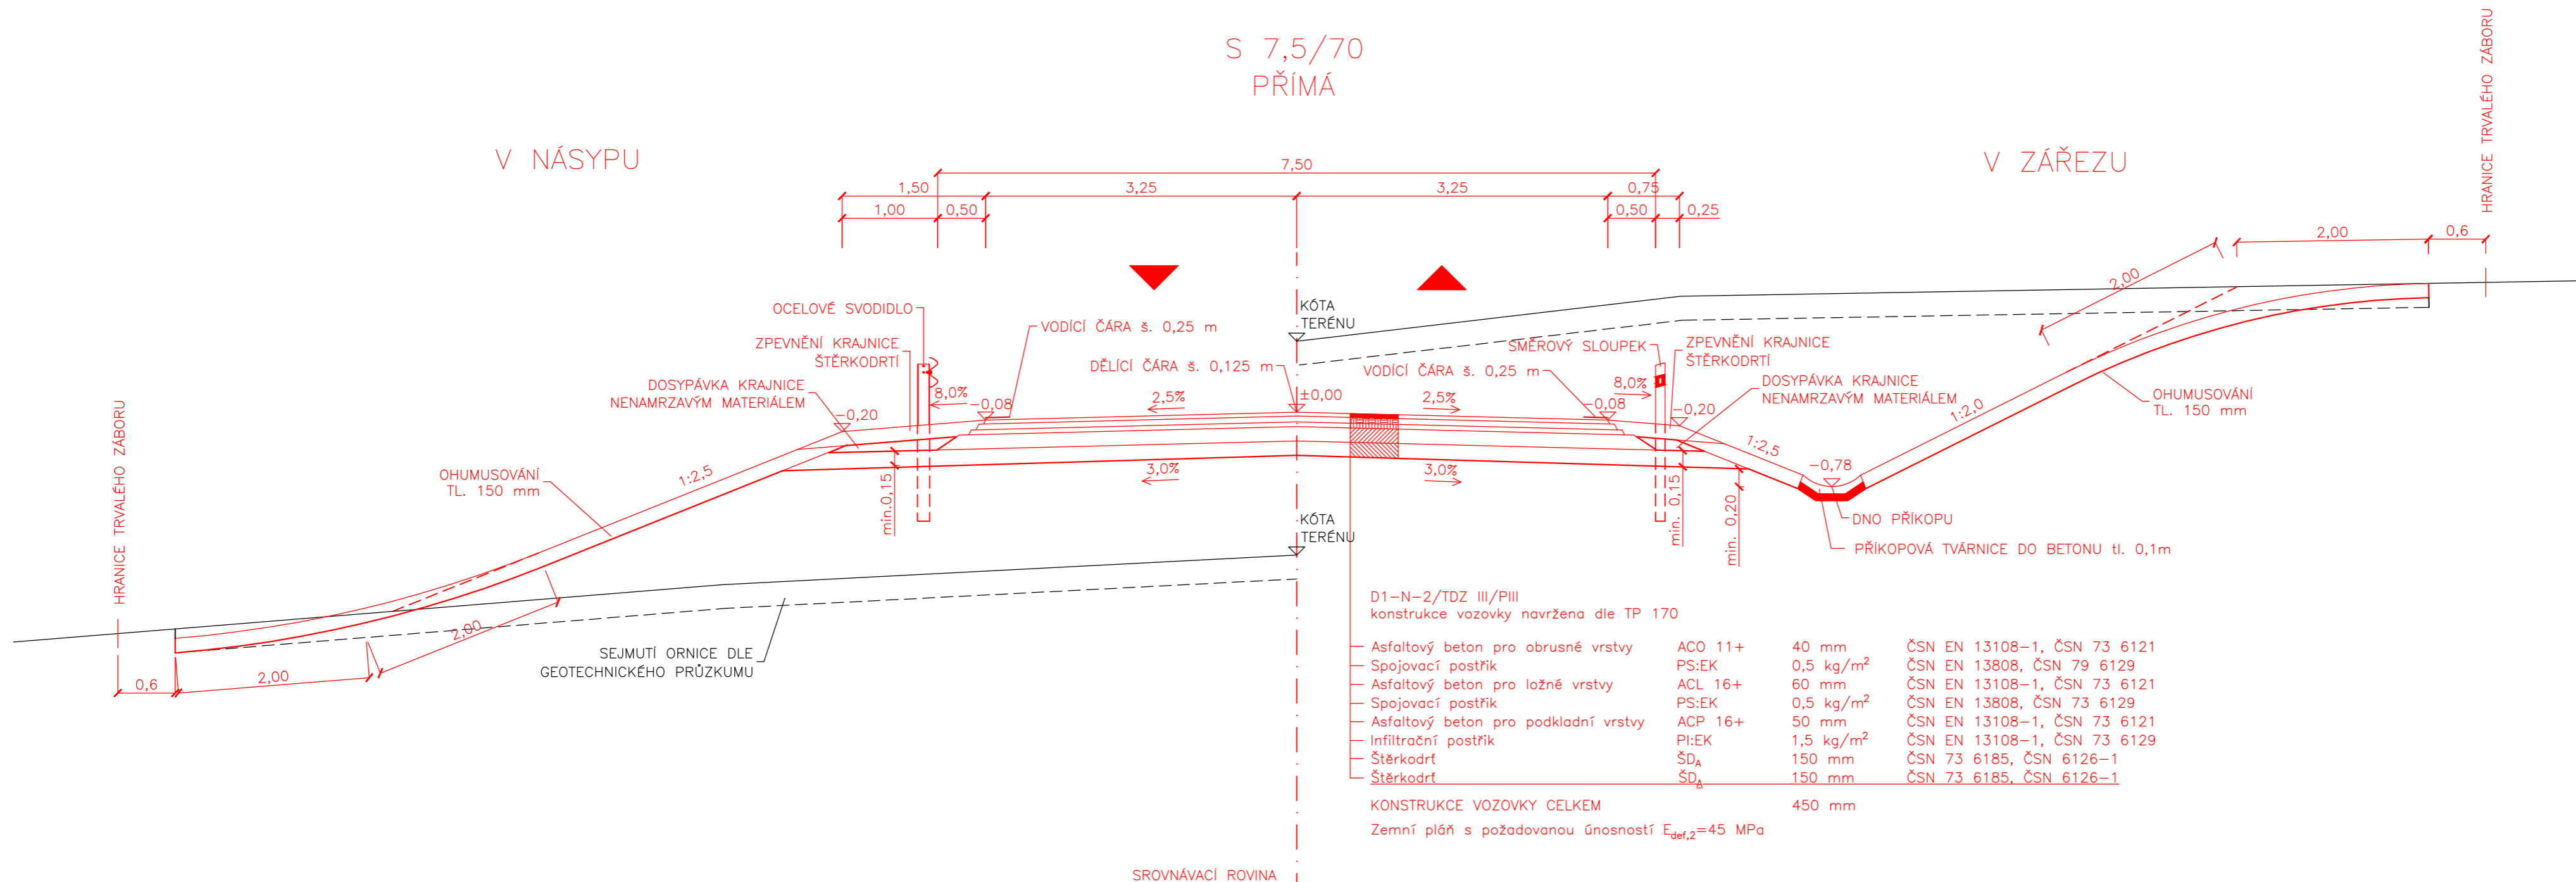 S 7,5/70
PŘÍMÁ
V NÁSYPU
V ZÁŘEZU
HRANICE TRVALÉHO ZÁBORU
7,50
1,50
3,25
3,25
0,75
1,00
0,50
0,50
0,25
2,00
0,6
2,00
KÓTA
TERÉNU
OCELOVÉ SVODIDLO
VODÍCÍ ČÁRA š. 0,25 m
ZPEVNĚNÍ KRAJNICE
ŠTĚRKODRTÍ
SMĚROVÝ SLOUPEK
ZPEVNĚNÍ KRAJNICE
ŠTĚRKODRTÍ
DĚLÍCÍ ČÁRA š. 0,125 m
VODÍCÍ ČÁRA š. 0,25 m
DOSYPÁVKA KRAJNICE
NENAMRZAVÝM MATERIÁLEM
8,0%
-0,08
2,5%
±0,00
2,5%
8,0%
-0,08
-0,20
DOSYPÁVKA KRAJNICE
NENAMRZAVÝM MATERIÁLEM
OHUMUSOVÁNÍ
TL. 150 mm
HRANICE TRVALÉHO ZÁBORU
-0,20
1:2,0
1:2,5
1:2,5
-0,78
OHUMUSOVÁNÍ
TL. 150 mm
3,0%
3,0%
min.0,15
min. 0,15
min. 0,20
DNO PŘÍKOPU
KÓTA
TERÉNU
PŘÍKOPOVÁ TVÁRNICE DO BETONU tl. 0,1m
2,00
SEJMUTÍ ORNICE DLE
GEOTECHNICKÉHO PRŮZKUMU
0,6
2,00
D1-N-2/TDZ III/PIII
konstrukce vozovky navržena dle TP 170
Asfaltový beton pro obrusné vrstvy ACO 11+ 40 mm ČSN EN 13108-1, ČSN 73 6121
Spojovací postřik PS:EK 0,5 kg/m² ČSN EN 13808, ČSN 79 6129
Asfaltový beton pro ložné vrstvy ACL 16+ 60 mm ČSN EN 13108-1, ČSN 73 6121
Spojovací postřik PS:EK 0,5 kg/m² ČSN EN 13808, ČSN 73 6129
Asfaltový beton pro podkladní vrstvy ACP 16+ 50 mm ČSN EN 13108-1, ČSN 73 6121
Infiltrační postřik PI:EK 1,5 kg/m² ČSN EN 13108-1, ČSN 73 6129
Štěrkodrť ŠDA 150 mm ČSN 73 6185, ČSN 6126-1
Štěrkodrť ŠDA 150 mm ČSN 73 6185, ČSN 6126-1
KONSTRUKCE VOZOVKY CELKEM 450 mm
Zemní pláň s požadovanou únosností Edef,2=45 MPa
SROVNÁVACÍ ROVINA